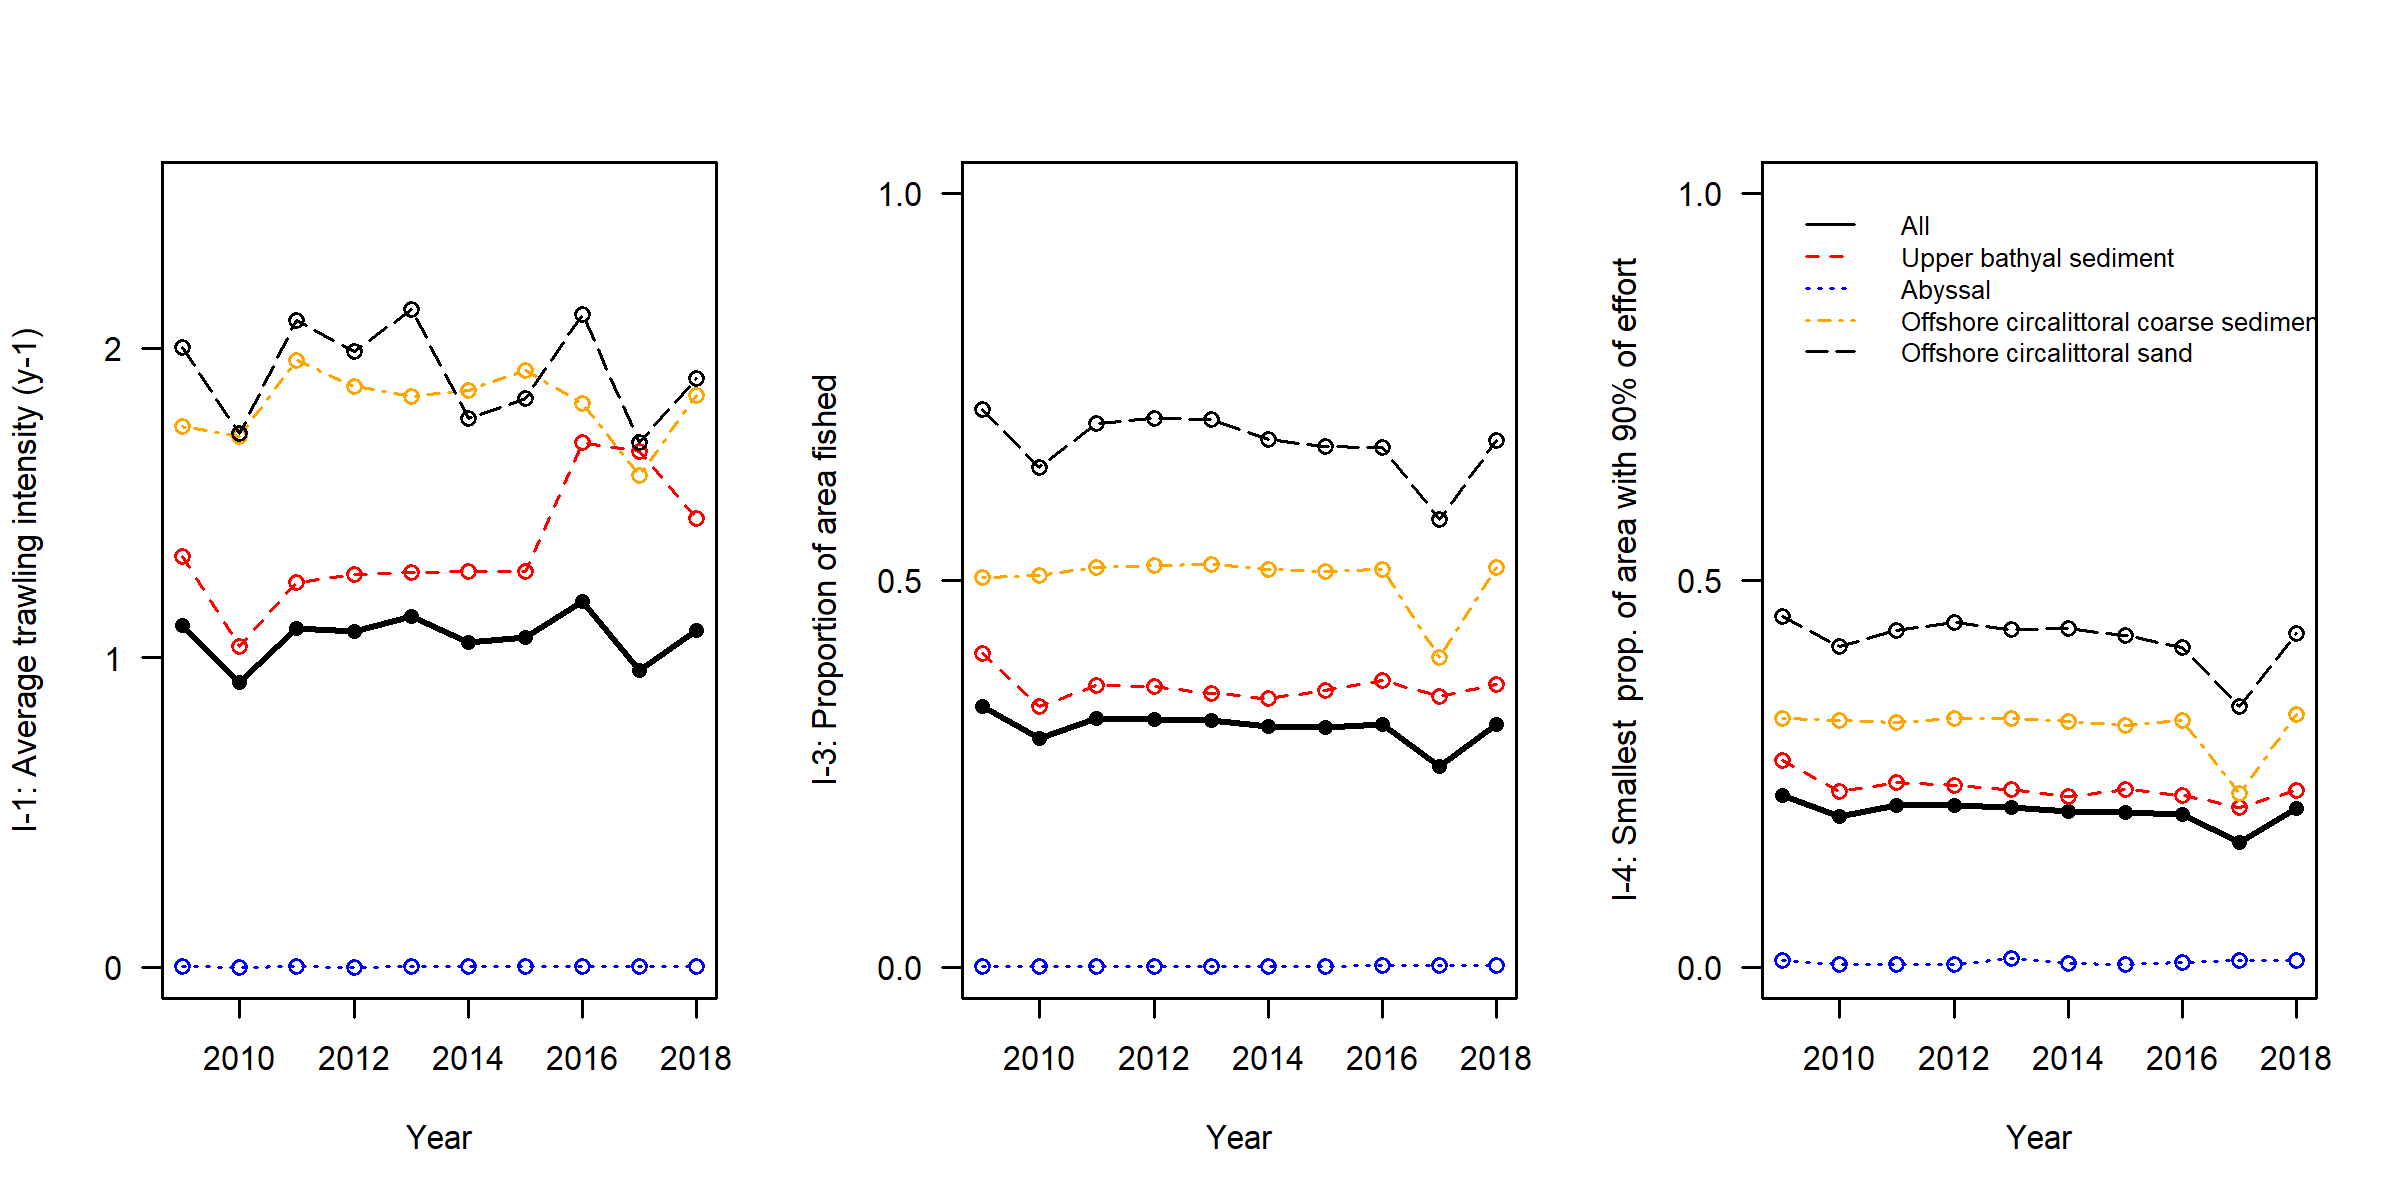 I-1: Average trawling intensity (y-1)
2
1
0
2010 2012 2014 2016 2018
Year
I-3: Proportion of area fished
1.0
0.5
0.0
2010 2012 2014 2016 2018
Year
I-4: Smallest prop. of area with 90% of effort
1.0
0.5
0.0
All
Upper bathyal sediment
Abyssal
Offshore circalittoral coarse sedimen
Offshore circalittoral sand
2010 2012 2014 2016 2018
Year